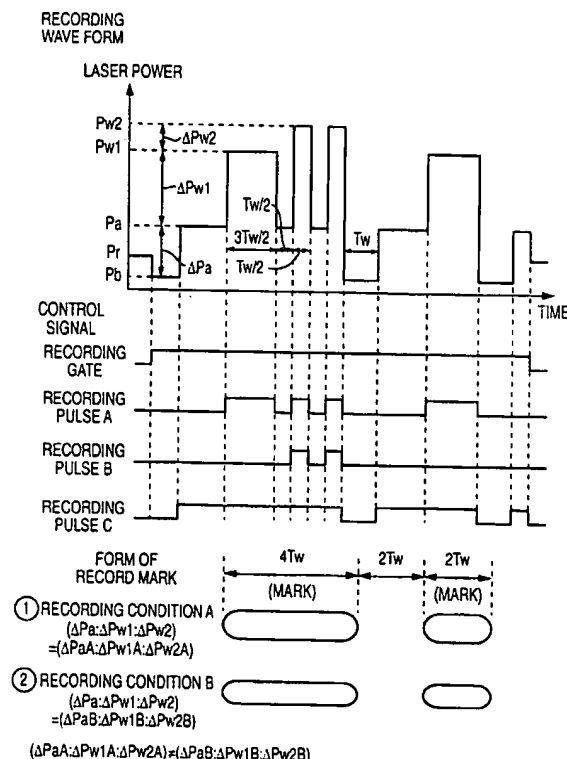 RECORDING
WAVE FORM
LASER POWER
Pw2
ΔPw2
Pw1
ΔPw1
Tw/2
Pa
3Tw/2
Tw
Pr
ΔPa
Tw/2
Pb
TIME
CONTROL
SIGNAL
RECORDING
GATE
RECORDING
PULSE A
RECORDING
PULSE B
RECORDING
PULSE C
FORM OF
RECORD MARK
4Tw
2Tw
2Tw
(MARK)
(MARK)
① RECORDING CONDITION A
(ΔPa:ΔPw1:ΔPw2)
=(ΔPaA:ΔPw1A:ΔPw2A)
② RECORDING CONDITION B
(ΔPa:ΔPw1:ΔPw2)
=(ΔPaB:ΔPw1B:ΔPw2B)
(ΔPaA:ΔPw1A:ΔPw2A)≠(ΔPaB:ΔPw1B:ΔPw2B)